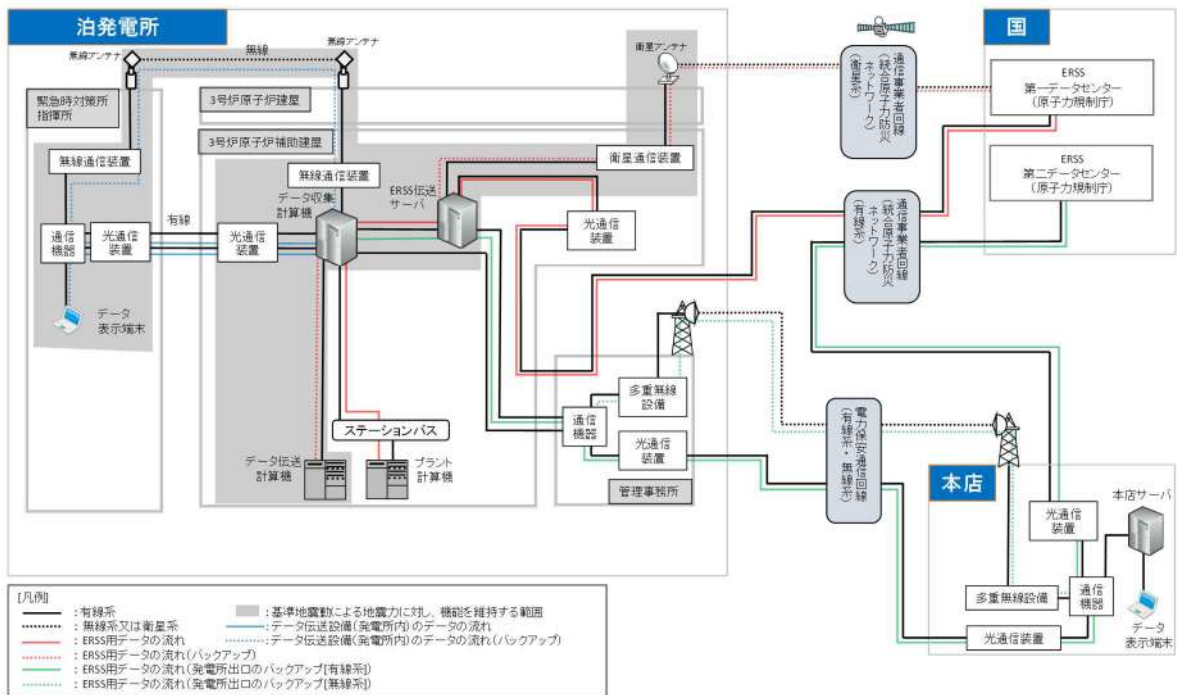 泊発電所
無線アンテナ
無線
無線アンテナ
衛星アンテナ
緊急時対策所
指揮所
3号炉原子炉建屋
3号炉原子炉補助建屋
無線通信装置
無線通信装置
衛星通信装置
データ収集
計算機
ERSS伝送
サーバ
有線
通信
機器
光通信
装置
光通信
装置
光通信
装置
データ
表示端末
ステーションバス
データ伝送
計算機
プラント
計算機
多重無線
設備
通信
機器
光通信
装置
管理事務所
通信事業者回線
(統合原子力防災
ネットワーク)
(衛星系)
通信事業者回線
(統合原子力防災
ネットワーク)
(有線系)
電力保安通信回線
(有線系・無線系)
国
ERSS
第一データセンター
(原子力規制庁)
ERSS
第二データセンター
(原子力規制庁)
本店
本店サーバ
光通信
装置
多重無線設備
通信
機器
光通信装置
データ
表示端末
[凡例]
:有線系
:無線系又は衛星系
:ERSS用データの流れ
:ERSS用データの流れ(バックアップ)
:ERSS用データの流れ(発電所出口のバックアップ[有線系])
:ERSS用データの流れ(発電所出口のバックアップ[無線系])
:基準地震動による地震力に対し、機能を維持する範囲
:データ伝送設備(発電所内)のデータの流れ
:データ伝送設備(発電所内)のデータの流れ(バックアップ)